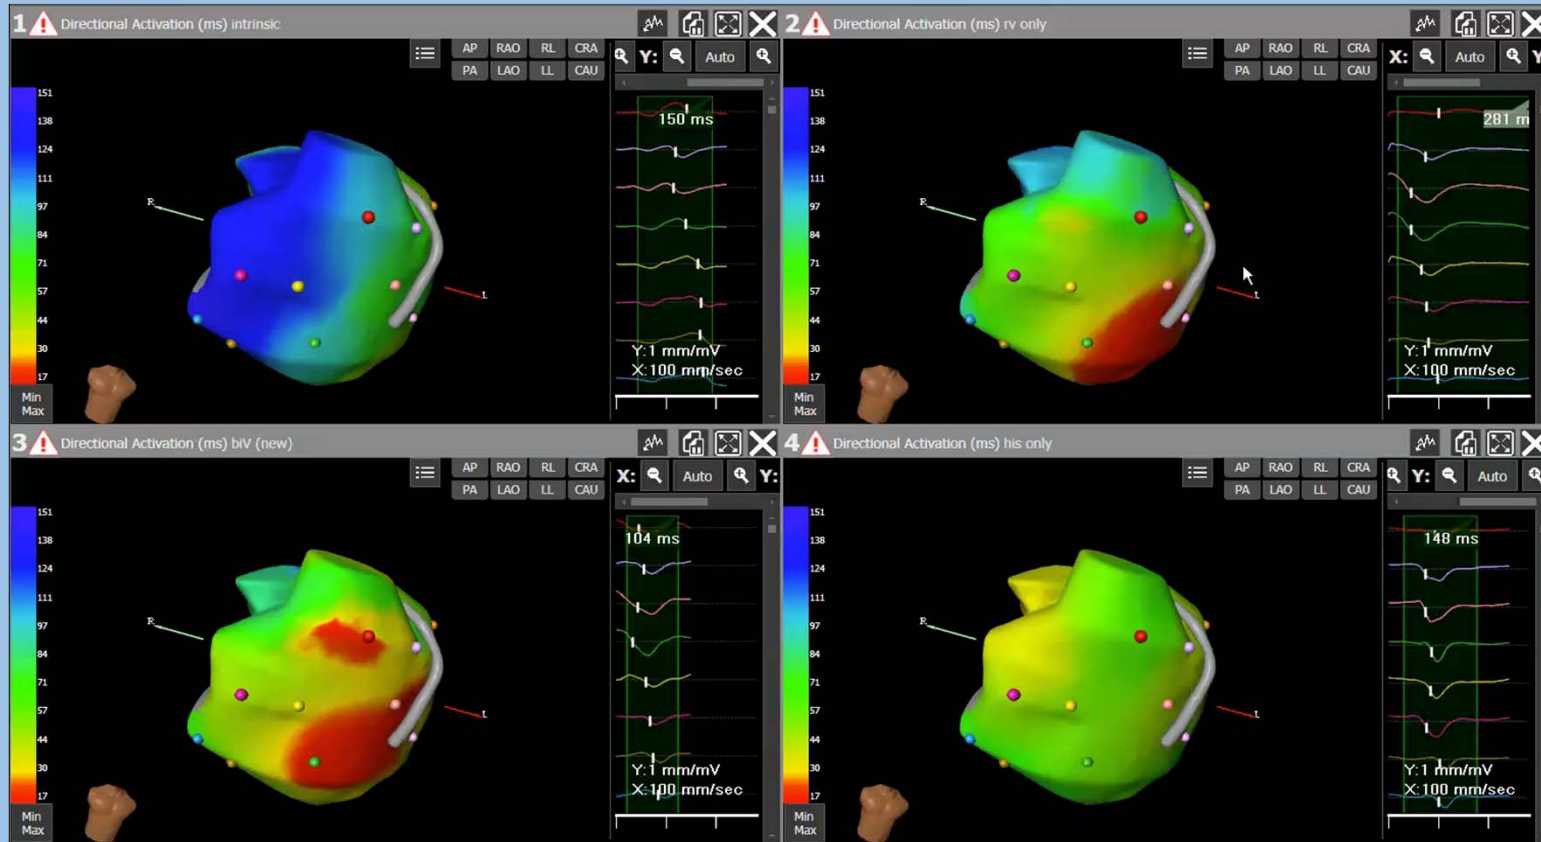 1 Directional Activation (ms) intrinsic
AP RAO RL CRA
PA LAO LL CAU
Y: Auto
151
138
124
111
97
84
71
57
44
30
17
R
L
150 ms
Y:1 mm/mV
X:100 mm/sec
Min
Max
2 Directional Activation (ms) rv only
AP RAO RL CRA
PA LAO LL CAU
X: Auto Y
151
138
124
111
97
84
71
57
44
30
17
R
L
281 m
Y:1 mm/mV
X:100 mm/sec
Min
Max
3 Directional Activation (ms) biV (new)
AP RAO RL CRA
PA LAO LL CAU
X: Auto Y:
151
138
124
111
97
84
71
57
44
30
17
R
L
104 ms
Y:1 mm/mV
X:100 mm/sec
Min
Max
4 Directional Activation (ms) his only
AP RAO RL CRA
PA LAO LL CAU
Y: Auto
151
138
124
111
97
84
71
57
44
30
17
R
L
148 ms
Y:1 mm/mV
X:100 mm/sec
Min
Max